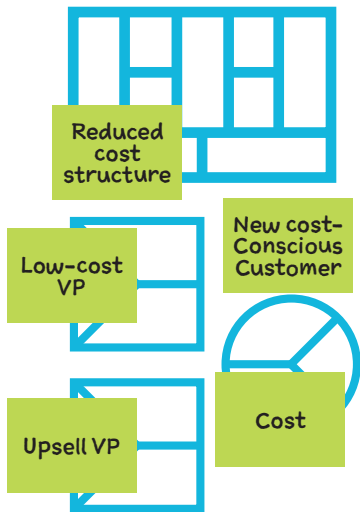 Reduced
cost
structure
New cost-
Conscious
Customer
Low-cost
VP
Cost
Upsell VP